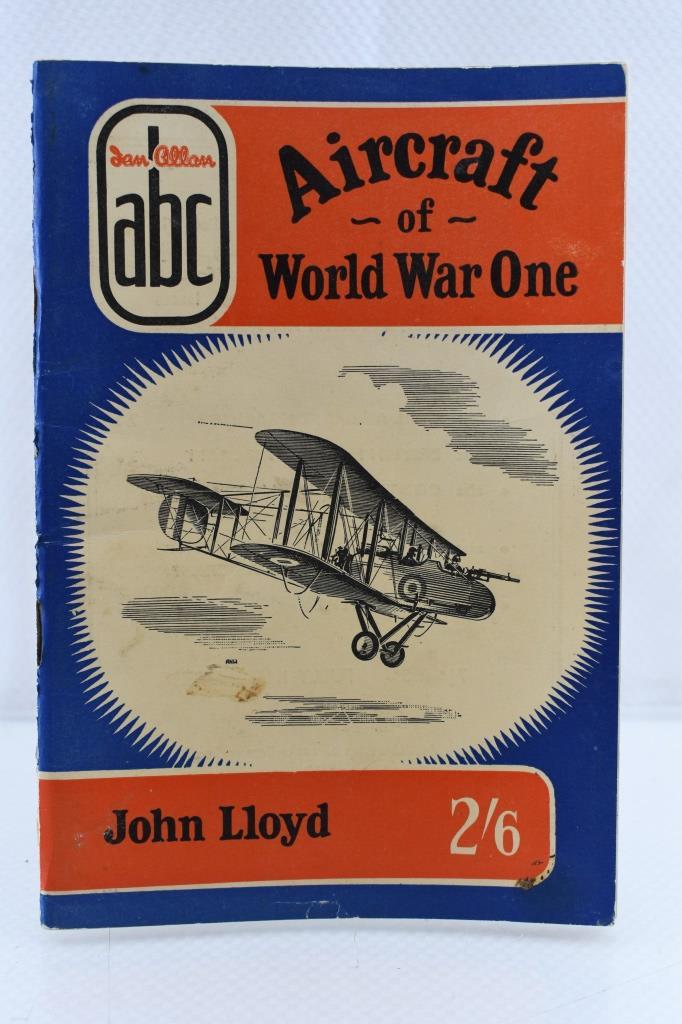 Ian Allan
abc
Aircraft
~ of ~
World War One
John Lloyd
2/6